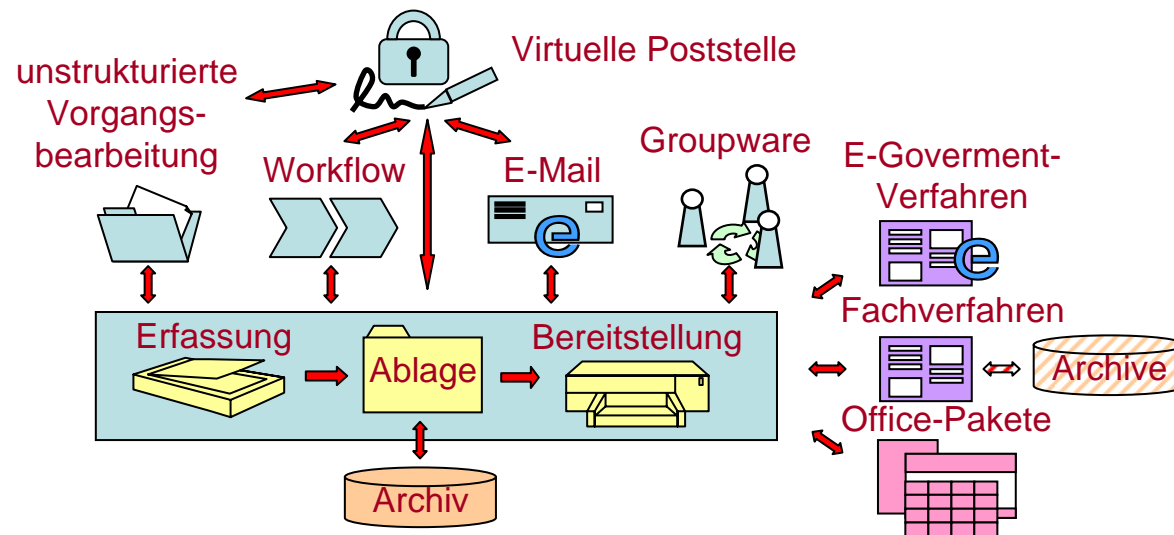 Virtuelle Poststelle
unstrukturierte
Vorgangs-
bearbeitung
Workflow
E-Mail
Groupware
E-Goverment-
Verfahren
Erfassung
Ablage
Bereitstellung
Fachverfahren
Archive
Office-Pakete
Archiv